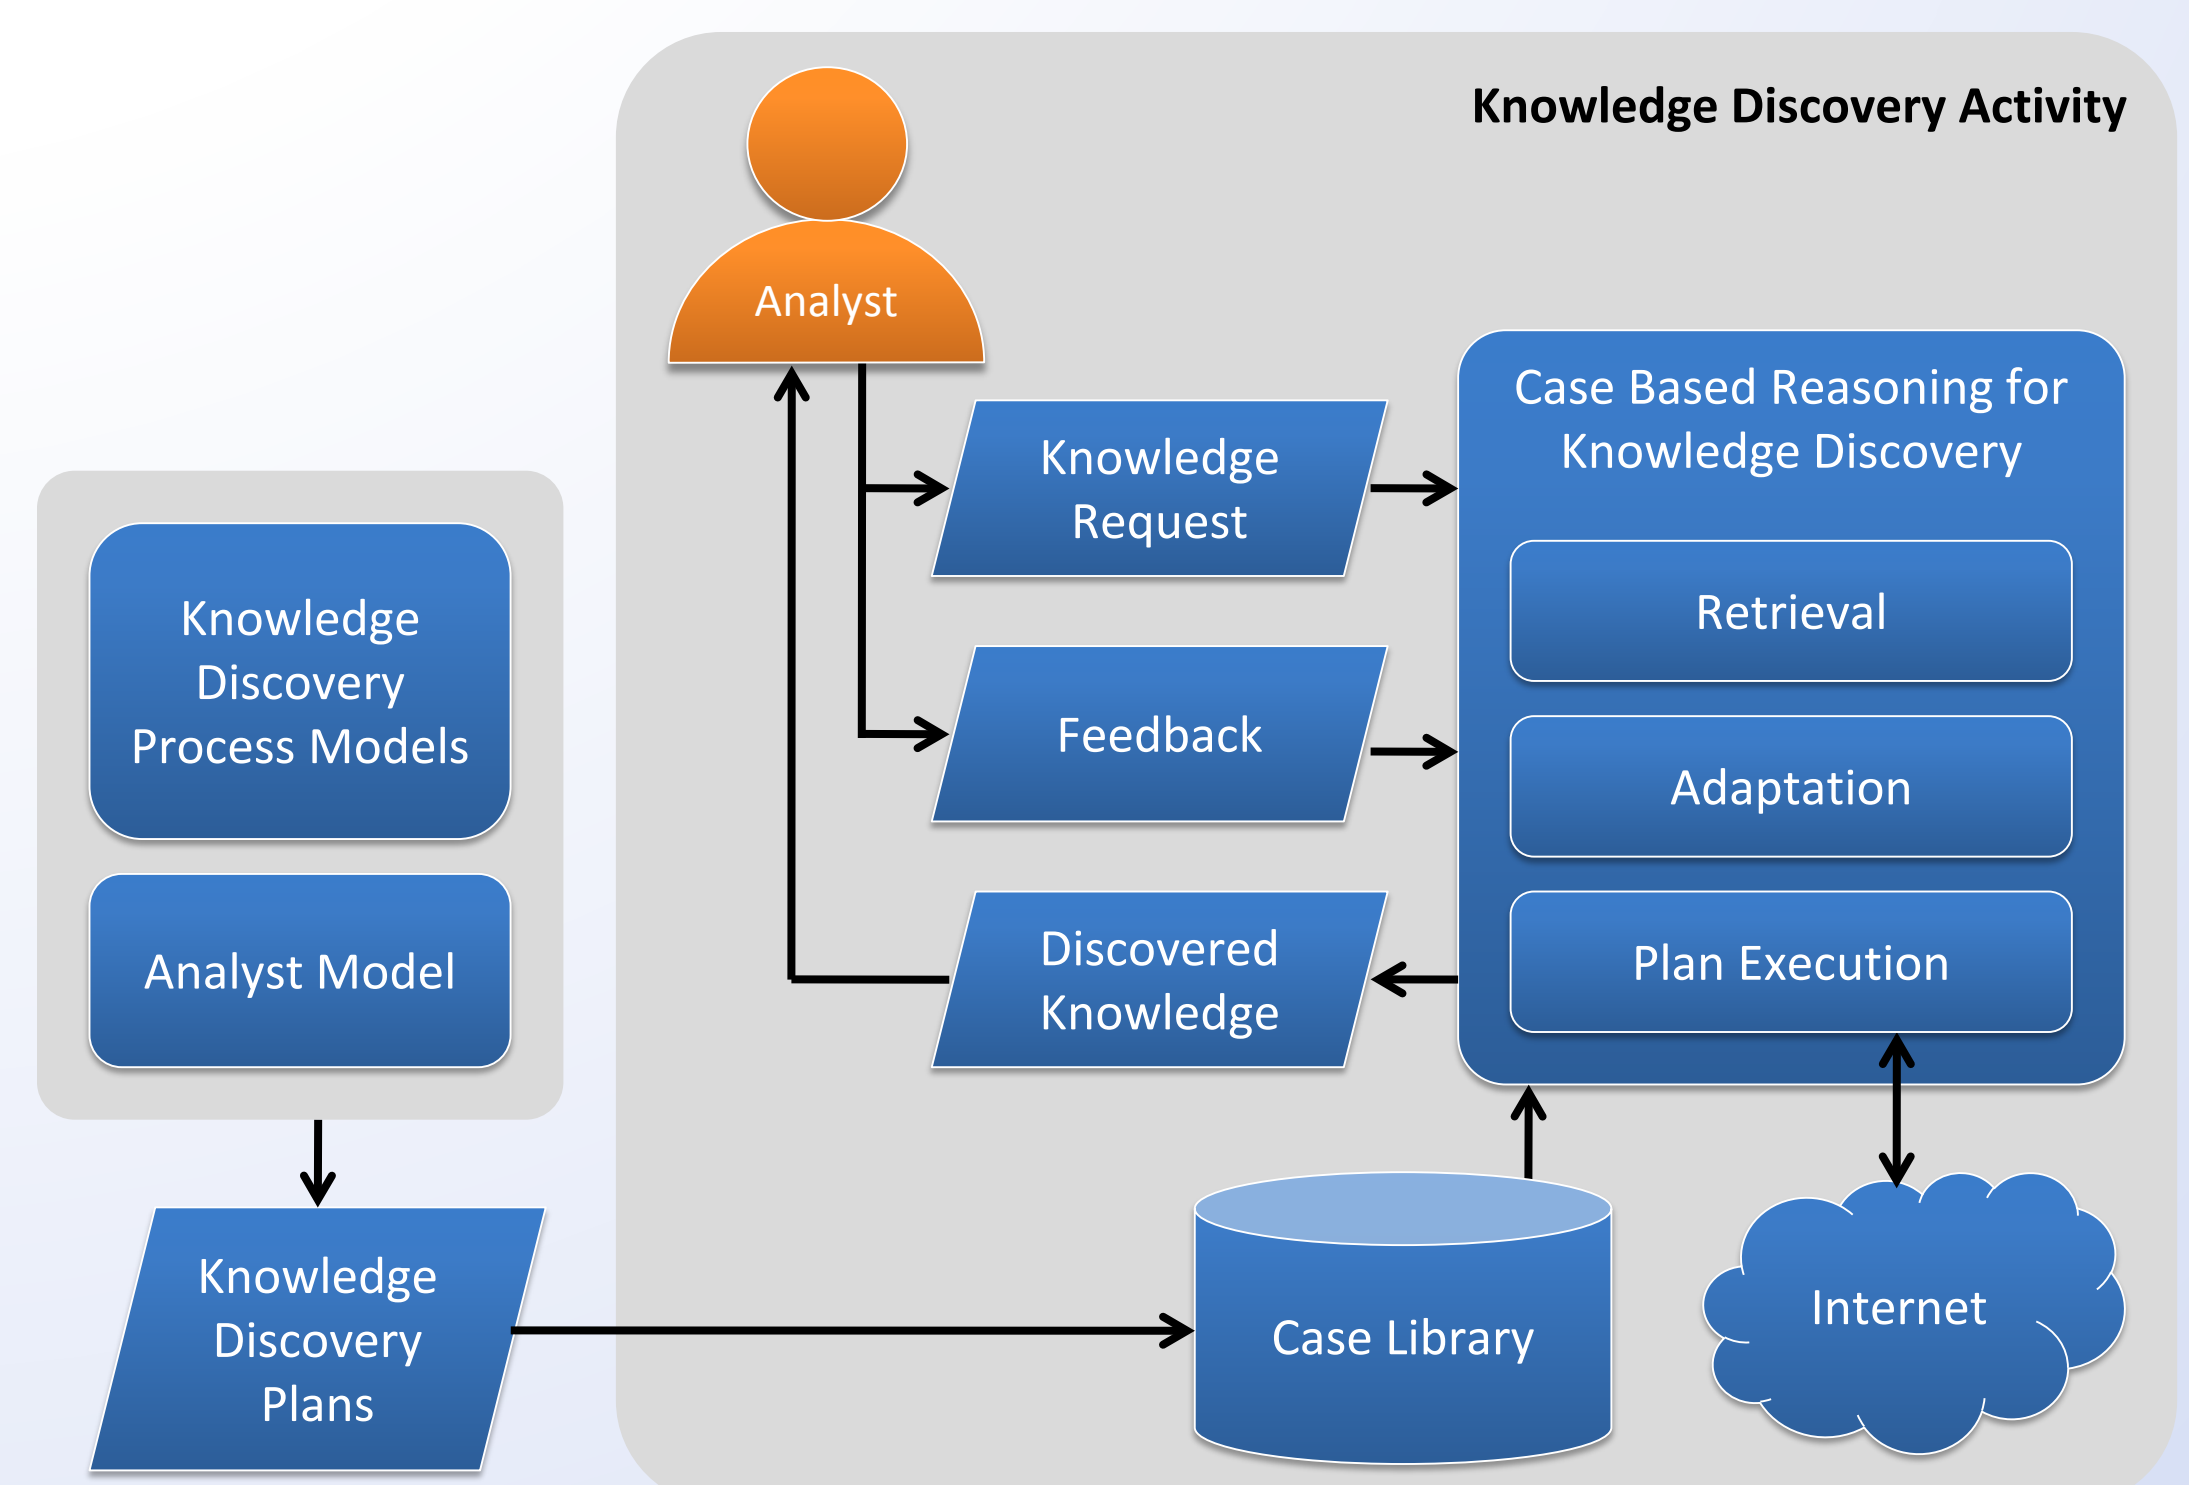 Knowledge Discovery Activity
Analyst
Knowledge
Request
Feedback
Discovered
Knowledge
Case Based Reasoning for
Knowledge Discovery
Retrieval
Adaptation
Plan Execution
Knowledge
Discovery
Process Models
Analyst Model
Knowledge
Discovery
Plans
Case Library
Internet